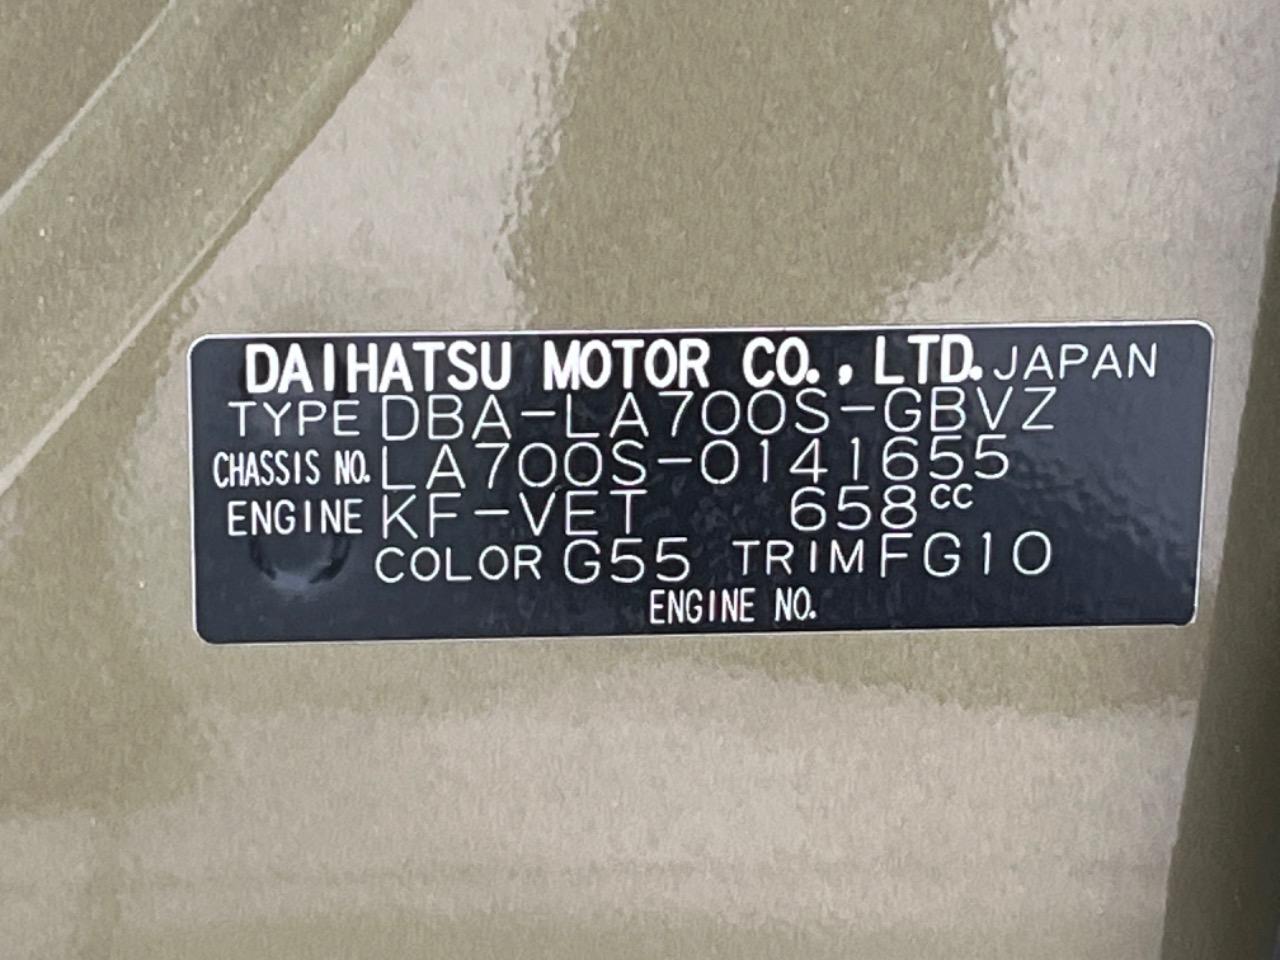 DAIHATSU MOTOR CO., LTD. JAPAN
TYPE DBA-LA700S-GBVZ
CHASSIS NO. LA700S-0141655
ENGINE KF-VET 658cc
COLOR G55 TRIM FG10
ENGINE NO.